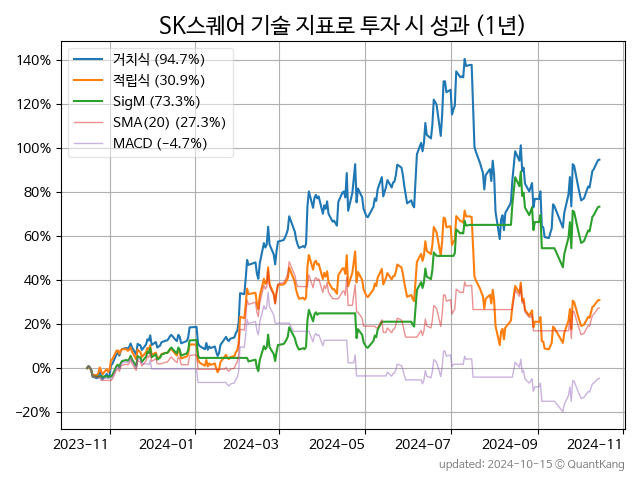 SK스퀘어 기술 지표로 투자 시 성과 (1년)
거치식 (94.7%)
적립식 (30.9%)
SigM (73.3%)
SMA(20) (27.3%)
MACD (−4.7%)
140%
120%
100%
80%
60%
40%
20%
0%
−20%
2023-11 2024-01 2024-03 2024-05 2024-07 2024-09 2024-11
updated: 2024-10-15 © QuantKang